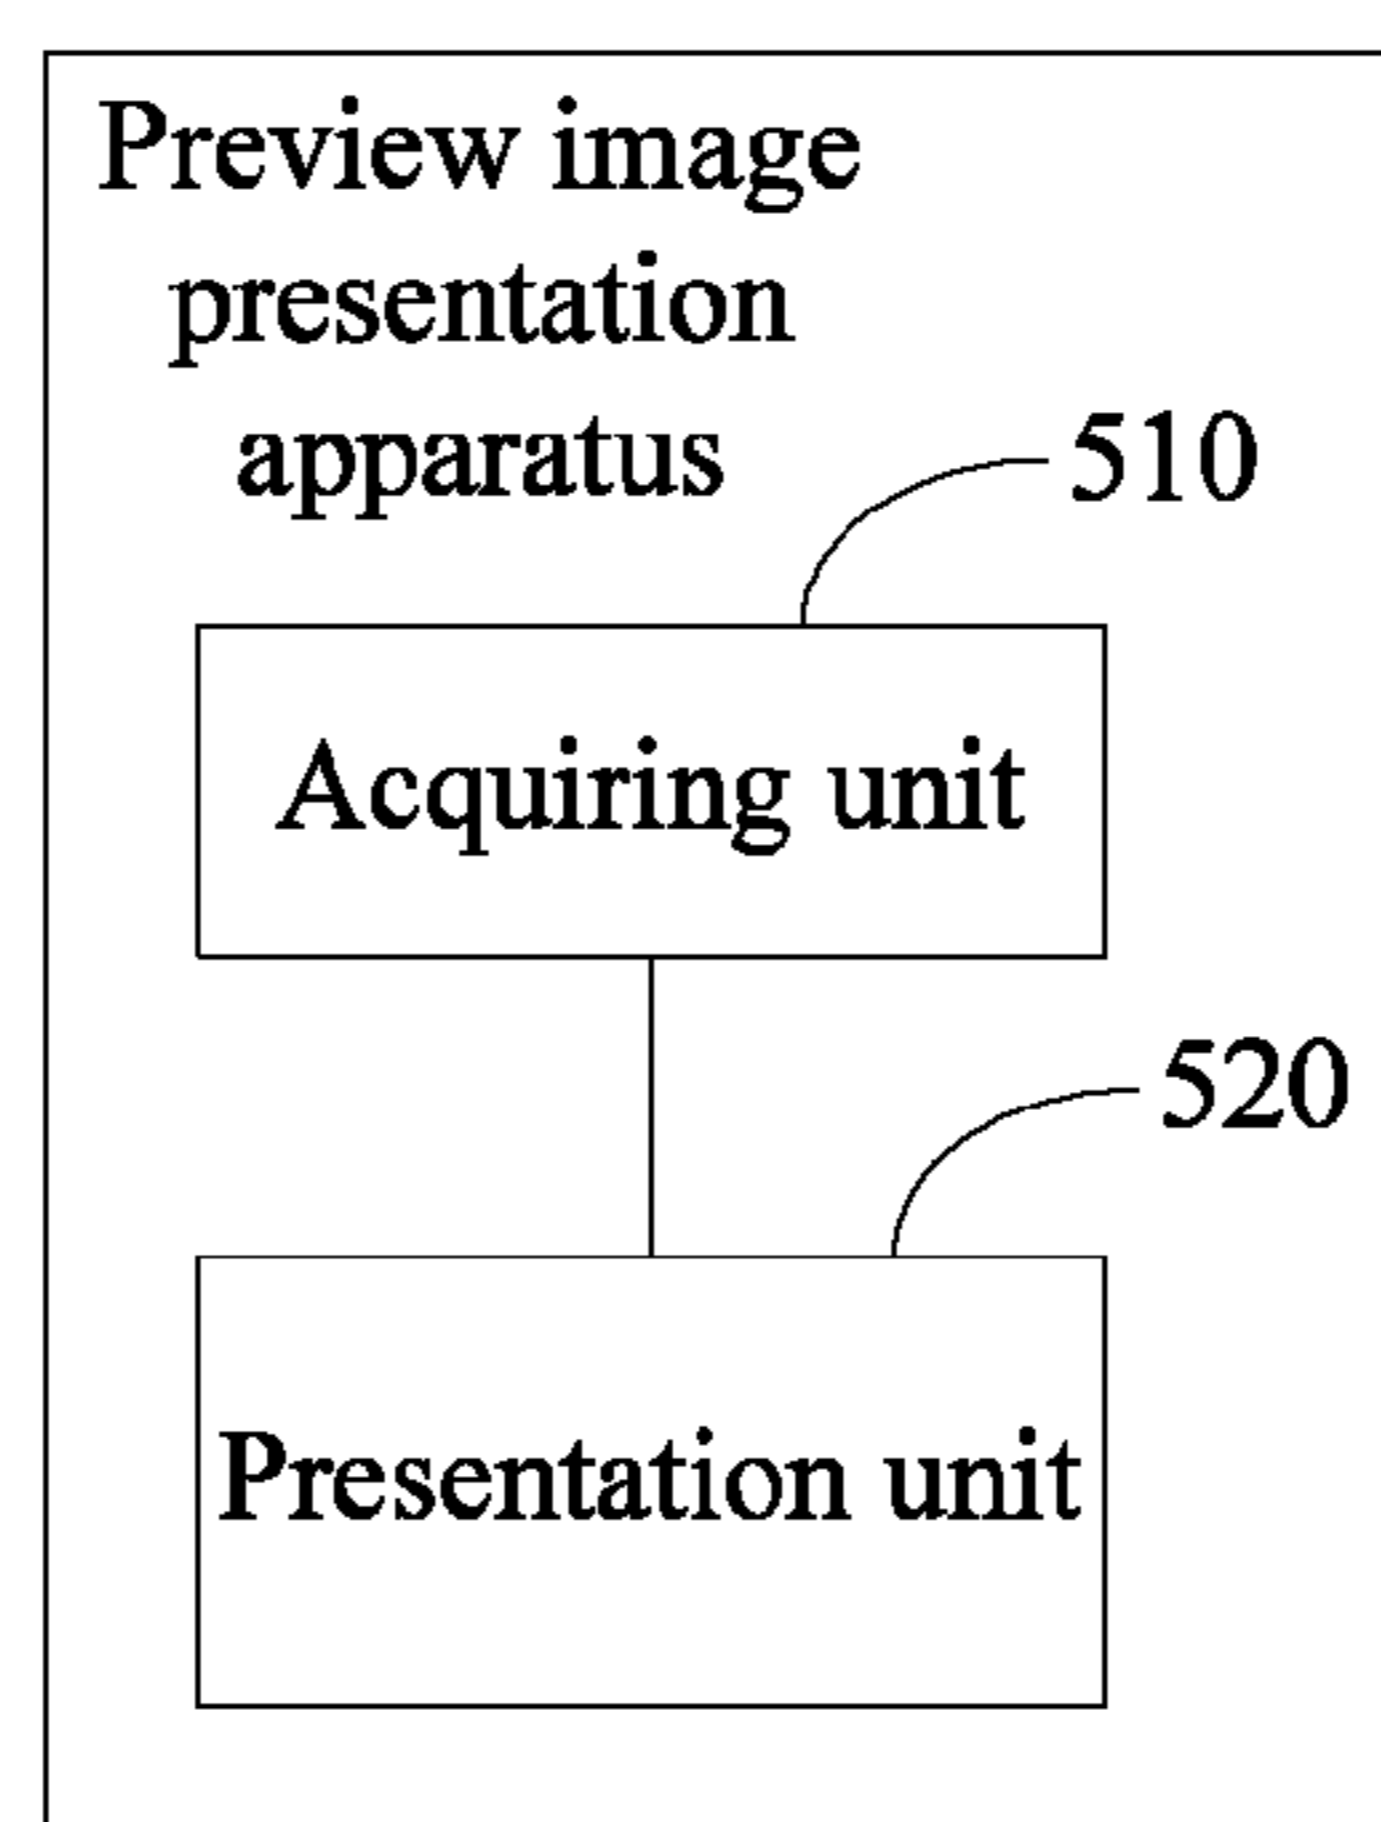 Preview image
presentation
apparatus
510
Acquiring unit
520
Presentation unit